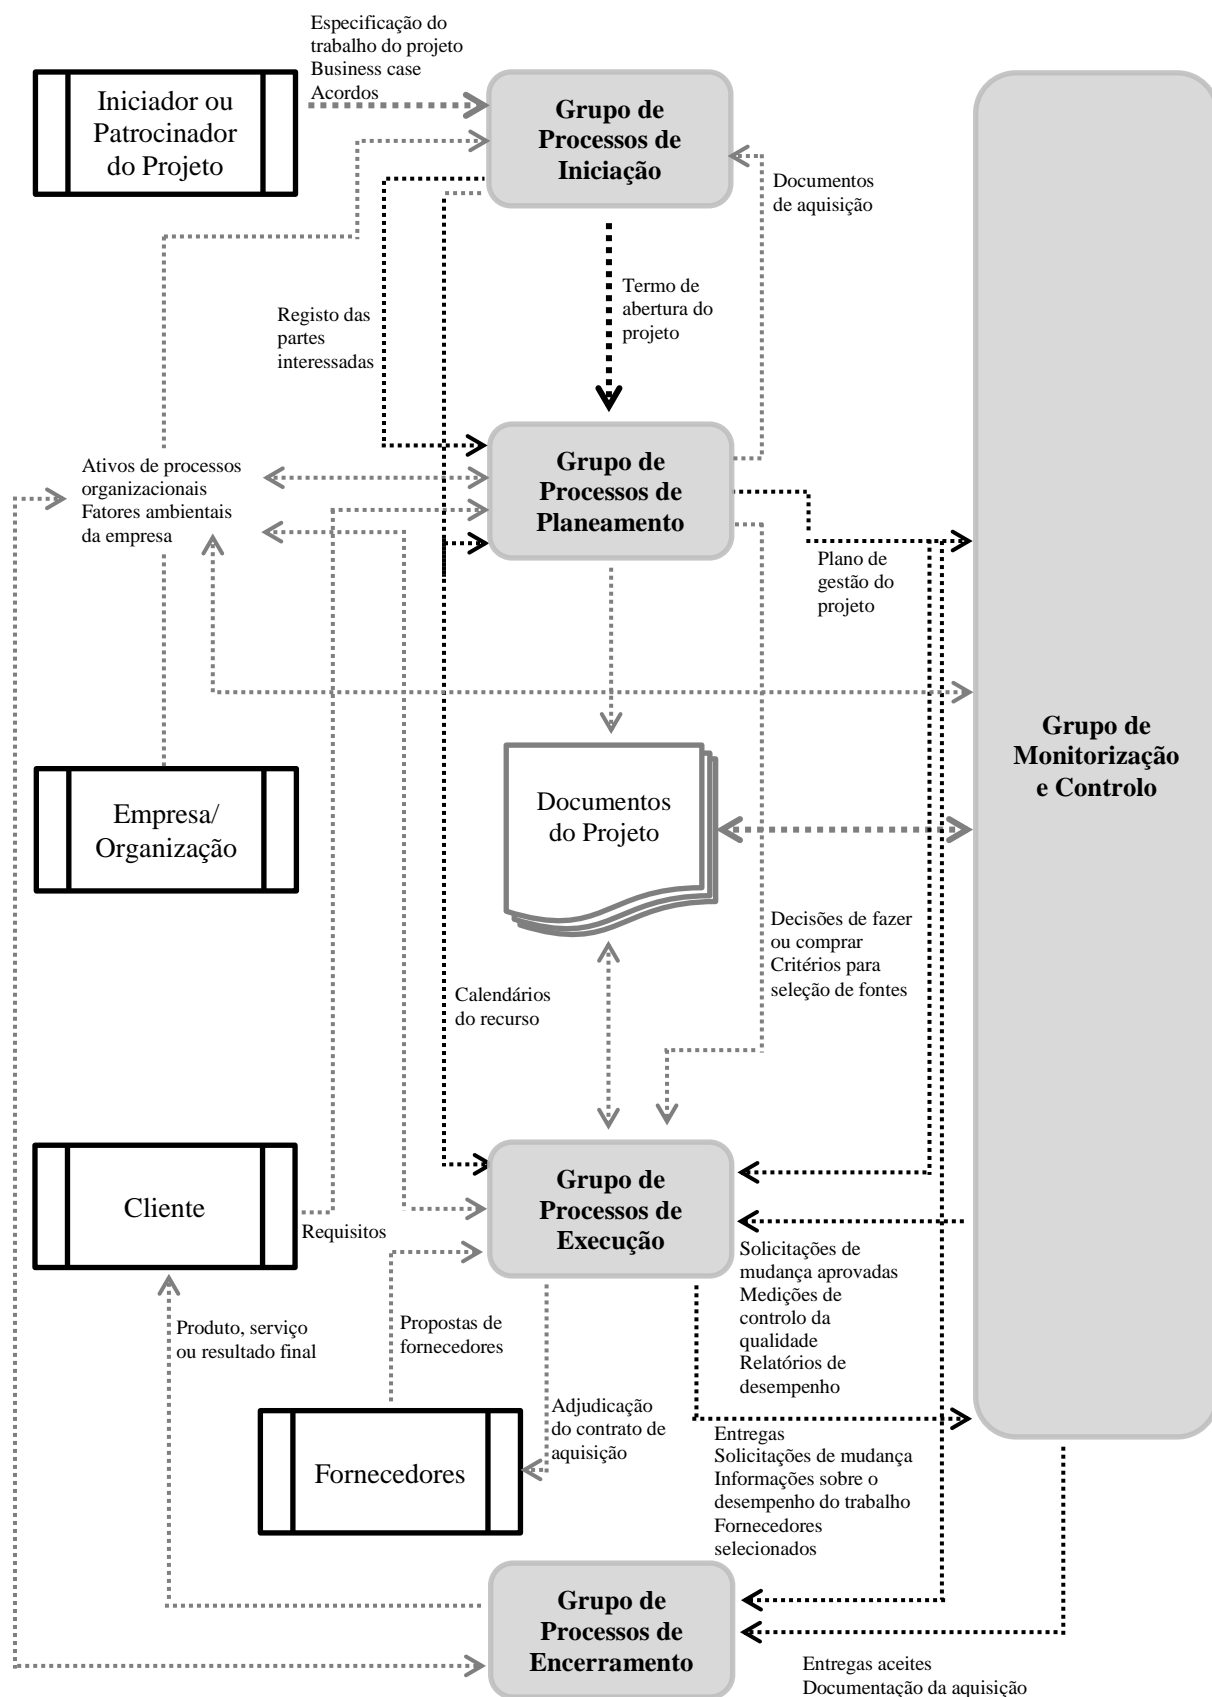 Especificação do
trabalho do projeto
Business case
Acordos
Iniciador ou
Patrocinador
do Projeto
Grupo de
Processos de
Iniciação
Documentos
de aquisição
Termo de
abertura do
projeto
Registo das
partes
interessadas
Ativos de processos
organizacionais
Fatores ambientais
da empresa
Grupo de
Processos de
Planeamento
Plano de
gestão do
projeto
Grupo de
Monitorização
e Controlo
Empresa/
Organização
Documentos
do Projeto
Decisões de fazer
ou comprar
Critérios para
seleção de fontes
Calendários
do recurso
Cliente
Requisitos
Grupo de
Processos de
Execução
Solicitações de
mudança aprovadas
Medições de
controlo da
qualidade
Relatórios de
desempenho
Produto, serviço
ou resultado final
Propostas de
fornecedores
Adjudicação
do contrato de
aquisição
Fornecedores
Entregas
Solicitações de mudança
Informações sobre o
desempenho do trabalho
Fornecedores
selecionados
Grupo de
Processos de
Encerramento
Entregas aceites
Documentação da aquisição